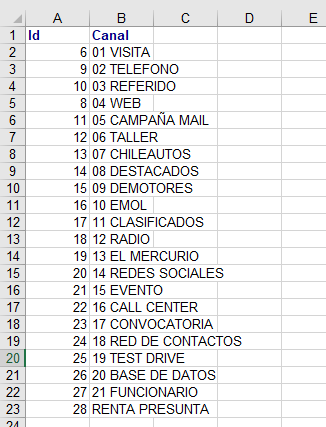 A B C D E
1 Id Canal
2 6 01 VISITA
3 9 02 TELEFONO
4 10 03 REFERIDO
5 8 04 WEB
6 11 05 CAMPAÑA MAIL
7 12 06 TALLER
8 13 07 CHILEAUTOS
9 14 08 DESTACADOS
10 15 09 DEMOTORES
11 16 10 EMOL
12 17 11 CLASIFICADOS
13 18 12 RADIO
14 19 13 EL MERCURIO
15 20 14 REDES SOCIALES
16 21 15 EVENTO
17 22 16 CALL CENTER
18 23 17 CONVOCATORIA
19 24 18 RED DE CONTACTOS
20 25 19 TEST DRIVE
21 26 20 BASE DE DATOS
22 27 21 FUNCIONARIO
23 28 RENTA PRESUNTA
24